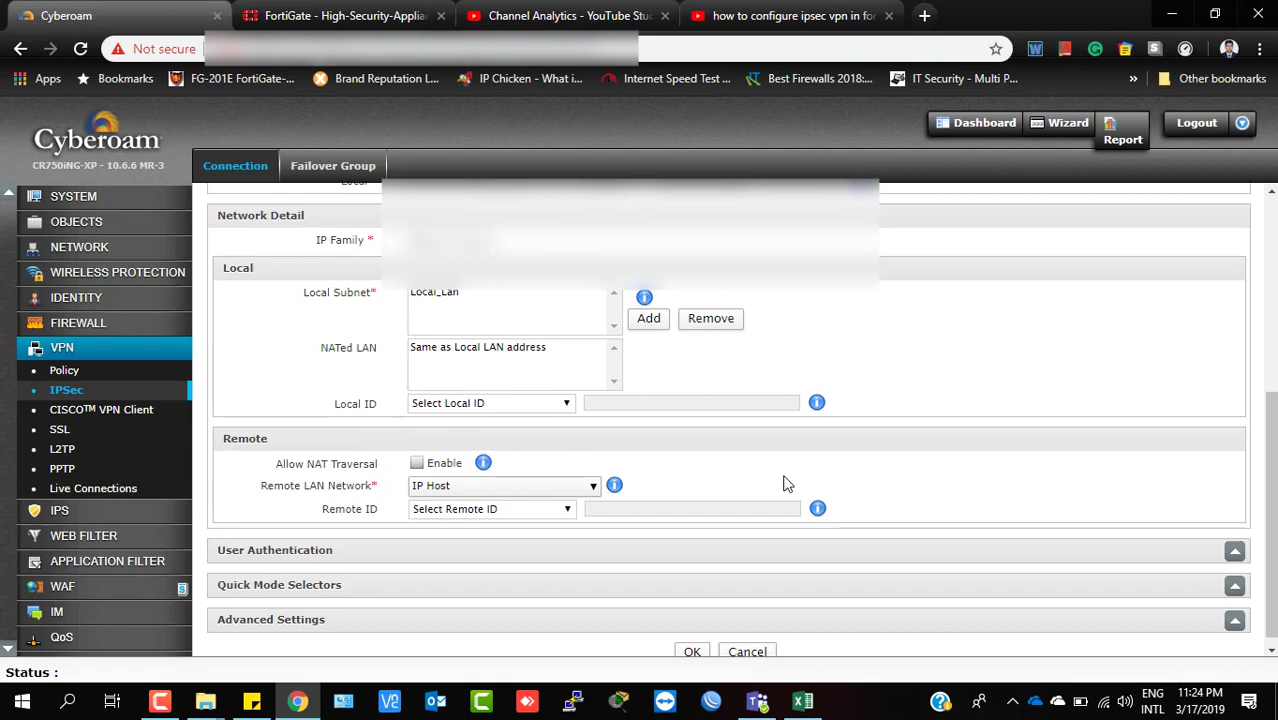 Cyberoam
FortiGate - High-Security-Applian
Channel Analytics - YouTube Stu
how to configure ipsec vpn in for
Not secure
Apps
Bookmarks
FG-201E FortiGate-...
Brand Reputation L...
IP Chicken - What i...
Internet Speed Test ...
Best Firewalls 2018:...
IT Security - Multi P...
»
Other bookmarks
Cyberoam
CR750iNG-XP - 10.6.6 MR-3
Dashboard
Wizard
Report
Logout
Connection
Failover Group
SYSTEM
OBJECTS
NETWORK
WIRELESS PROTECTION
IDENTITY
FIREWALL
VPN
Policy
IPSec
CISCO™ VPN Client
SSL
L2TP
PPTP
Live Connections
IPS
WEB FILTER
APPLICATION FILTER
WAF
IM
QoS
Local
Network Detail
IP Family *
Local
Local Subnet*
Local_Lan
Add
Remove
NATed LAN
Same as Local LAN address
Local ID
Select Local ID
Remote
Allow NAT Traversal
Enable
Remote LAN Network*
IP Host
Remote ID
Select Remote ID
User Authentication
Quick Mode Selectors
Advanced Settings
OK
Cancel
Status :
ENG
INTL
11:24 PM
3/17/2019